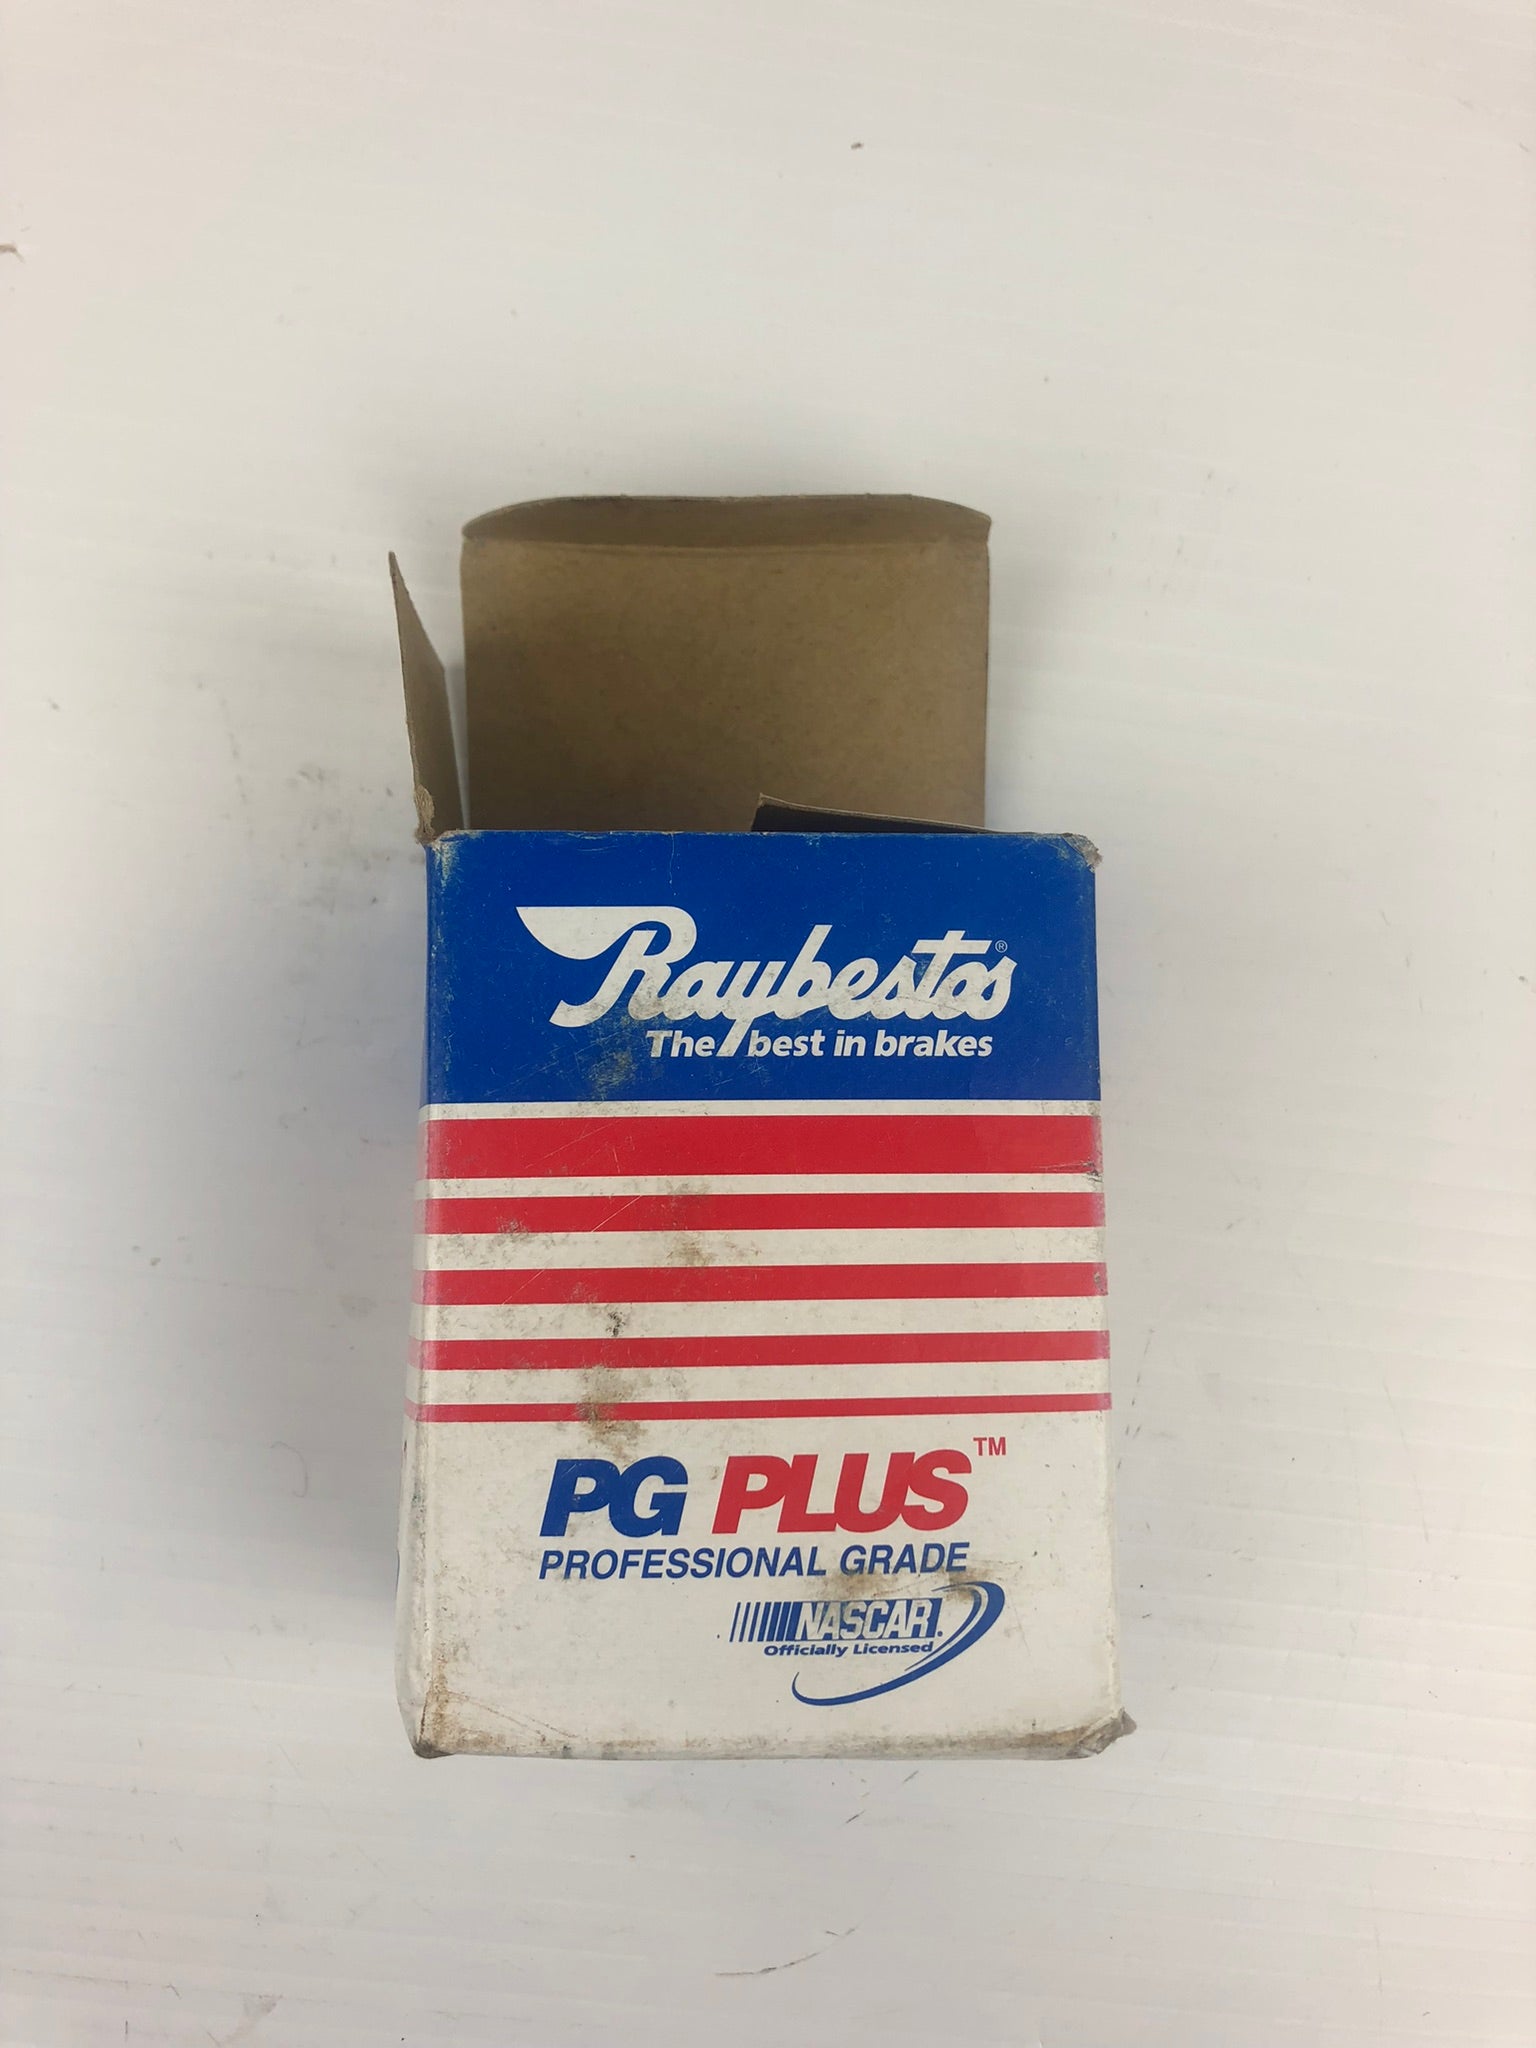 Raybestos®
The best in brakes
PG PLUS™
PROFESSIONAL GRADE
NASCAR.
Officially Licensed